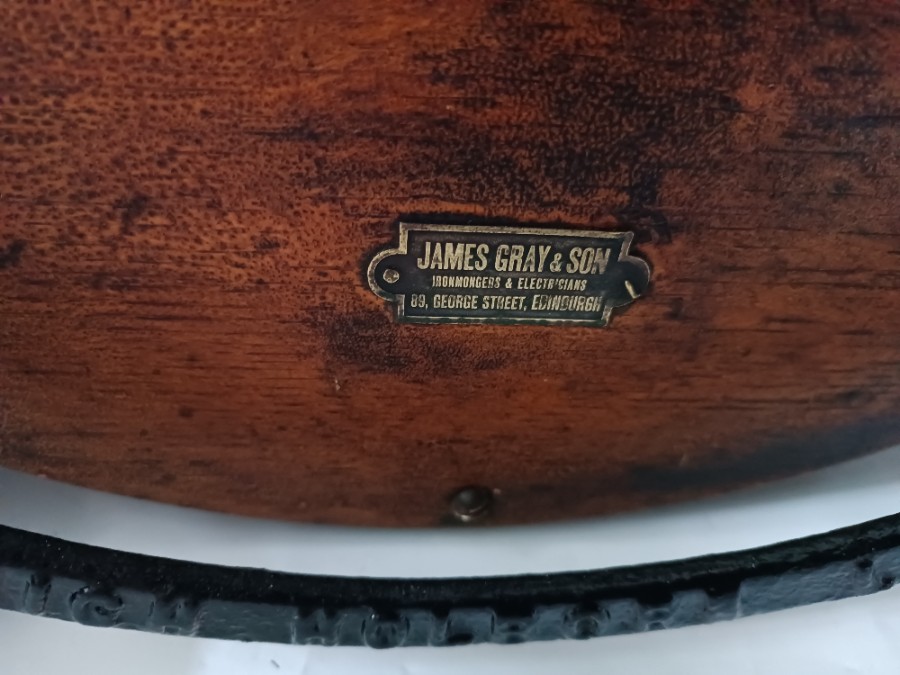 JAMES GRAY & SON
IRONMONGERS & ELECTRICIANS
89, GEORGE STREET, EDINBURGH